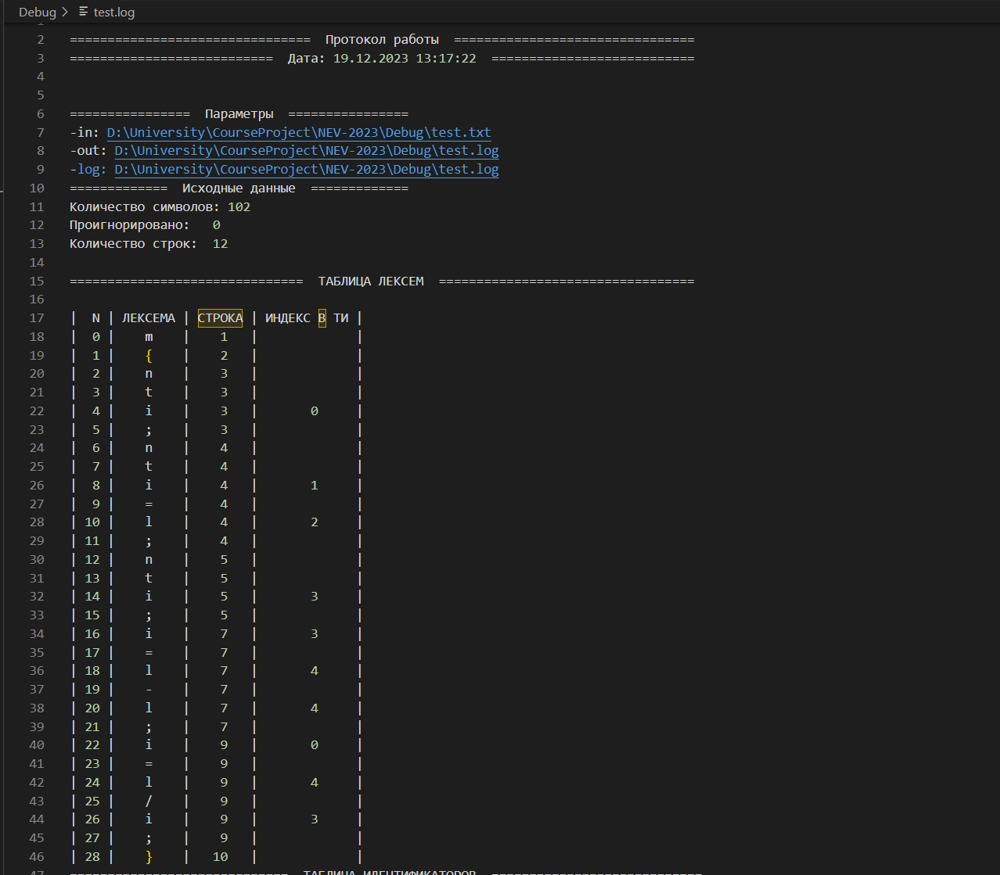 Debug > test.log
1
2 ================================ Протокол работы ================================
3 =========================== Дата: 19.12.2023 13:17:22 ===========================
4
5
6 ================ Параметры ================
7 -in: D:\University\CourseProject\NEV-2023\Debug\test.txt
8 -out: D:\University\CourseProject\NEV-2023\Debug\test.log
9 -log: D:\University\CourseProject\NEV-2023\Debug\test.log
10 ============= Исходные данные =============
11 Количество символов: 102
12 Проигнорировано: 0
13 Количество строк: 12
14
15 =============================== ТАБЛИЦА ЛЕКСЕМ ==================================
16
17 | N | ЛЕКСЕМА | СТРОКА | ИНДЕКС В ТИ |
18 | 0 | m | 1 | |
19 | 1 | { | 2 | |
20 | 2 | n | 3 | |
21 | 3 | t | 3 | |
22 | 4 | i | 3 | 0 |
23 | 5 | ; | 3 | |
24 | 6 | n | 4 | |
25 | 7 | t | 4 | |
26 | 8 | i | 4 | 1 |
27 | 9 | = | 4 | |
28 | 10 | l | 4 | 2 |
29 | 11 | ; | 4 | |
30 | 12 | n | 5 | |
31 | 13 | t | 5 | |
32 | 14 | i | 5 | 3 |
33 | 15 | ; | 5 | |
34 | 16 | i | 7 | 3 |
35 | 17 | = | 7 | |
36 | 18 | l | 7 | 4 |
37 | 19 | - | 7 | |
38 | 20 | l | 7 | 4 |
39 | 21 | ; | 7 | |
40 | 22 | i | 9 | 0 |
41 | 23 | = | 9 | |
42 | 24 | l | 9 | 4 |
43 | 25 | / | 9 | |
44 | 26 | i | 9 | 3 |
45 | 27 | ; | 9 | |
46 | 28 | } | 10 | |
47 ============================= ТАБЛИЦА ИДЕНТИФИКАТОРОВ ============================